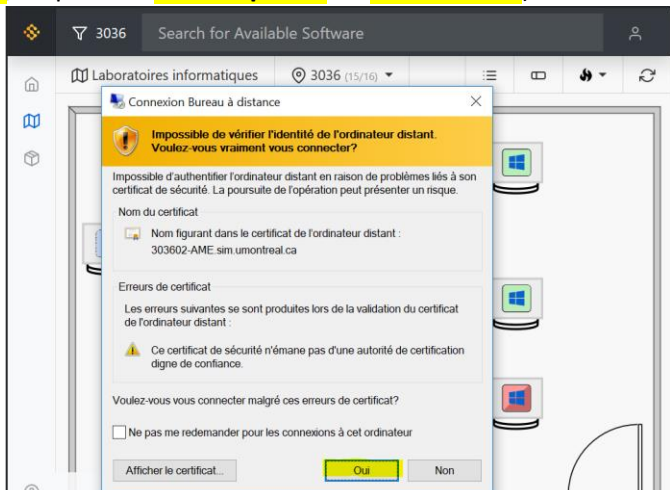 3036 Search for Available Software
Laboratoires informatiques 3036 (15/16)
Connexion Bureau à distance
Impossible de vérifier l'identité de l'ordinateur distant.
Voulez-vous vraiment vous connecter?
Impossible d'authentifier l'ordinateur distant en raison de problèmes liés à son
certificat de sécurité. La poursuite de l'opération peut présenter un risque.
Nom du certificat
Nom figurant dans le certificat de l'ordinateur distant :
303602-AME.sim.umontreal.ca
Erreurs de certificat
Les erreurs suivantes se sont produites lors de la validation du certificat
de l'ordinateur distant :
Ce certificat de sécurité n'émane pas d'une autorité de certification
digne de confiance.
Voulez-vous vous connecter malgré ces erreurs de certificat?
Ne pas me redemander pour les connexions à cet ordinateur
Afficher le certificat... Oui Non